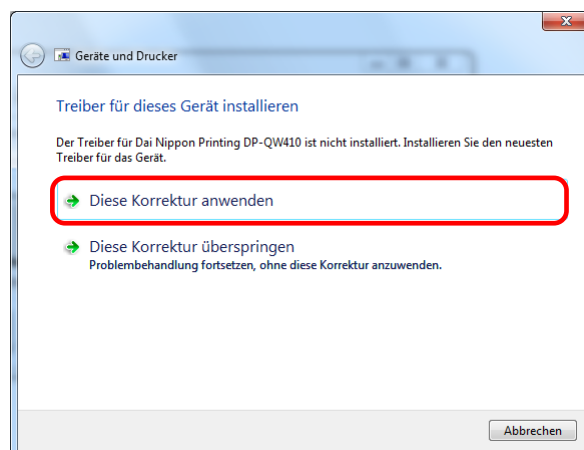 Geräte und Drucker
Treiber für dieses Gerät installieren
Der Treiber für Dai Nippon Printing DP-QW410 ist nicht installiert. Installieren Sie den neuesten
Treiber für das Gerät.
Diese Korrektur anwenden
Diese Korrektur überspringen
Problembehandlung fortsetzen, ohne diese Korrektur anzuwenden.
Abbrechen